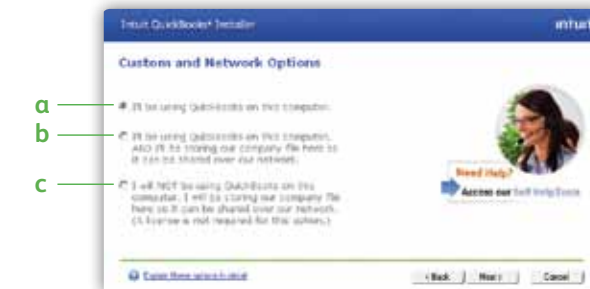 Intuit QuickBooks® Installer
intuit
Custom and Network Options
a
I'll be using QuickBooks on this computer.
b
I'll be using QuickBooks on this computer,
AND I'll be storing our company file here so
it can be shared over our network.
c
I will NOT be using QuickBooks on this
computer. I will be storing our company file
here so it can be shared over our network.
(A license is not required for this option.)
Need Help?
Access our Self Help Tools
Explain these options in detail
< Back
Next >
Cancel